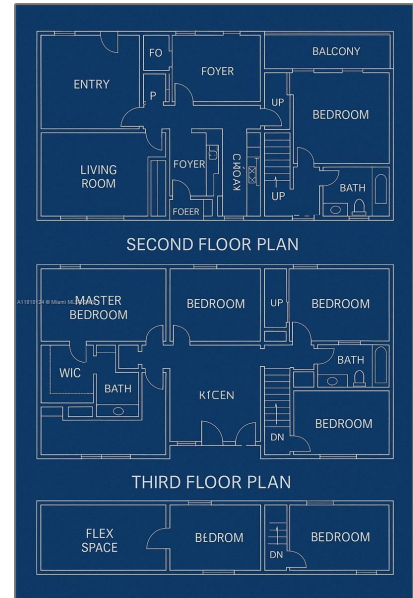 FO
BALCONY
ENTRY
FOYER
P
UP
BEDROOM
LIVING
ROOM
FOYER
BATH
UP
FOEER
SECOND FLOOR PLAN
MASTER
BEDROOM
BEDROOM
UP
BEDROOM
BATH
WIC
BATH
KITCEN
BEDROOM
DN
THIRD FLOOR PLAN
FLEX
SPACE
BŁDROM
BEDROOM
DN